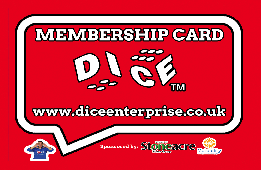 MEMBERSHIP CARD
DICE
TM
www.diceenterprise.co.uk
Sponsored by: